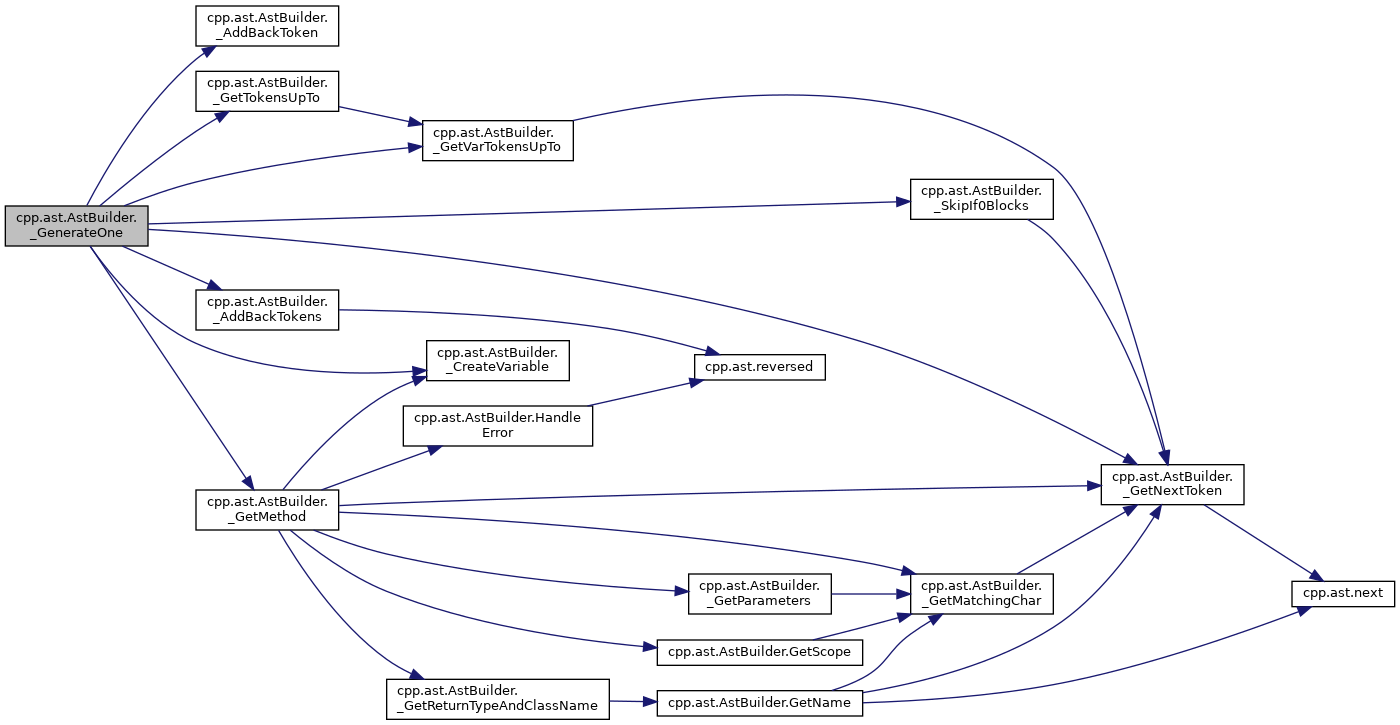 cpp.ast.AstBuilder.
_AddBackToken
cpp.ast.AstBuilder.
_GetTokensUpTo
cpp.ast.AstBuilder.
_GetVarTokensUpTo
cpp.ast.AstBuilder.
_SkipIf0Blocks
cpp.ast.AstBuilder.
_GenerateOne
cpp.ast.AstBuilder.
_AddBackTokens
cpp.ast.AstBuilder.
_CreateVariable
cpp.ast.reversed
cpp.ast.AstBuilder.Handle
Error
cpp.ast.AstBuilder.
_GetNextToken
cpp.ast.AstBuilder.
_GetMethod
cpp.ast.AstBuilder.
_GetParameters
cpp.ast.AstBuilder.
_GetMatchingChar
cpp.ast.next
cpp.ast.AstBuilder.GetScope
cpp.ast.AstBuilder.
_GetReturnTypeAndClassName
cpp.ast.AstBuilder.GetName